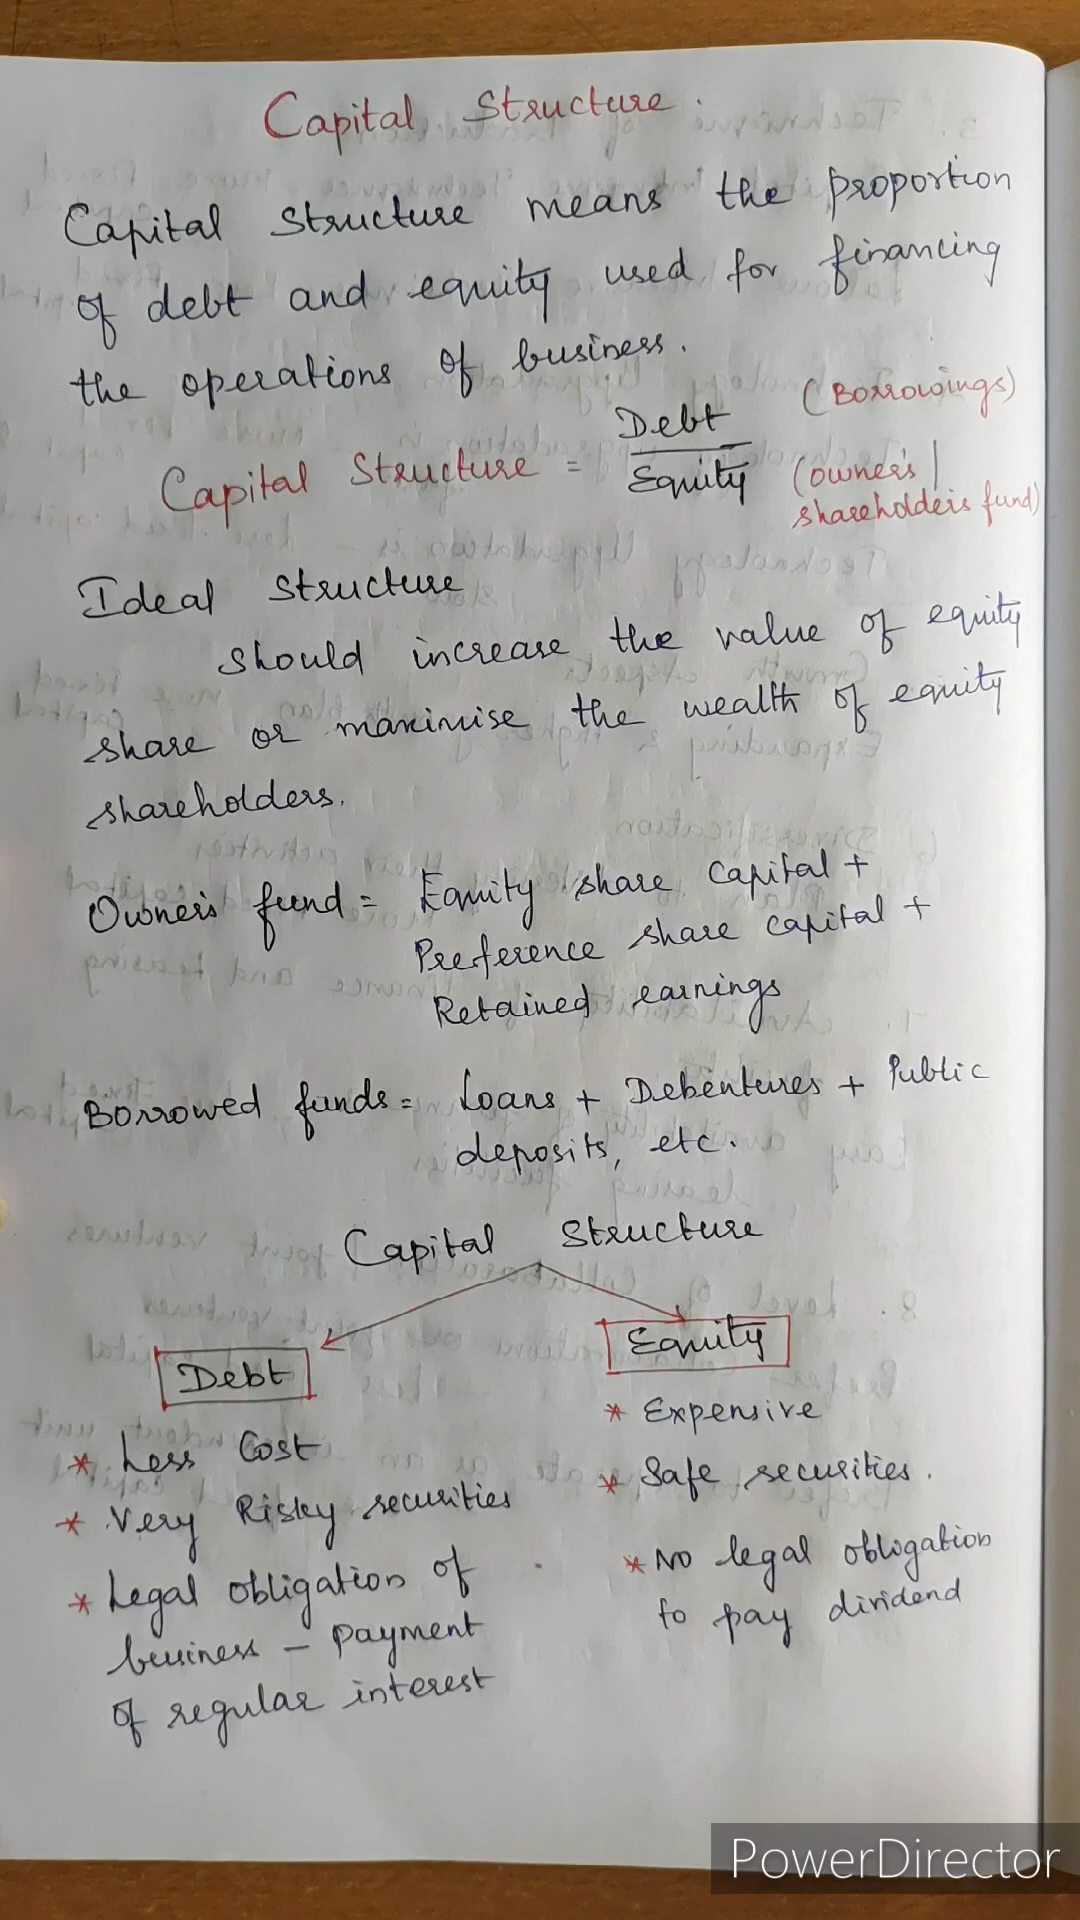 Capital Structure.
Capital Structure means the proportion
of debt and equity used for financing
the operations of business.
Capital Structure = Debt / Equity (Borrowings) (owner's / shareholder's fund)
Ideal Structure
should increase the value of equity
share or maximise the wealth of equity
shareholders.
Owner's fund = Equity share capital +
Preference share capital +
Retained earnings
Borrowed funds = Loans + Debentures + Public
deposits, etc.
Capital Structure
Debt
* Less Cost
* Very Risky securities
* Legal obligation of
business - payment
of regular interest
Equity
* Expensive
* Safe securities.
* No legal obligation
to pay dividend
PowerDirector